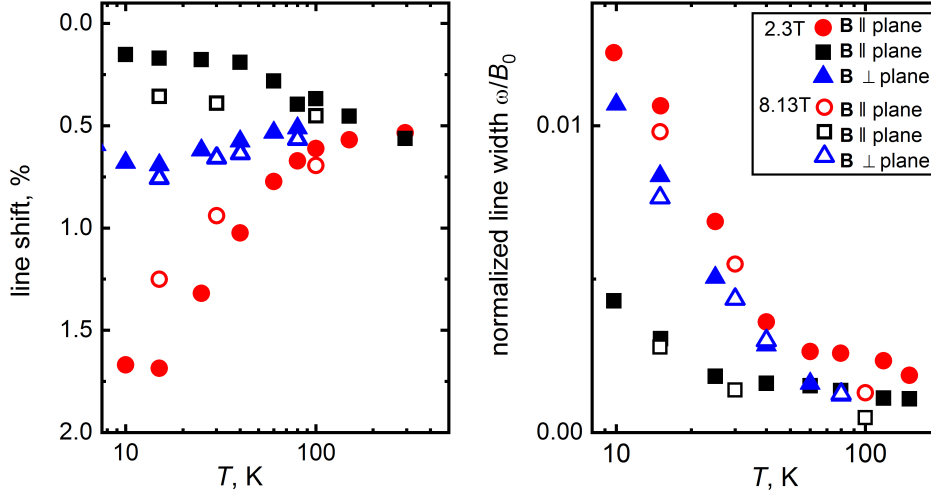 0.0
0.5
1.0
1.5
2.0
line shift, %
10
100
T, K
0.01
0.00
normalized line width ω/B₀
10
100
T, K
2.3T
B ∥ plane
B ∥ plane
B ⊥ plane
8.13T
B ∥ plane
B ∥ plane
B ⊥ plane